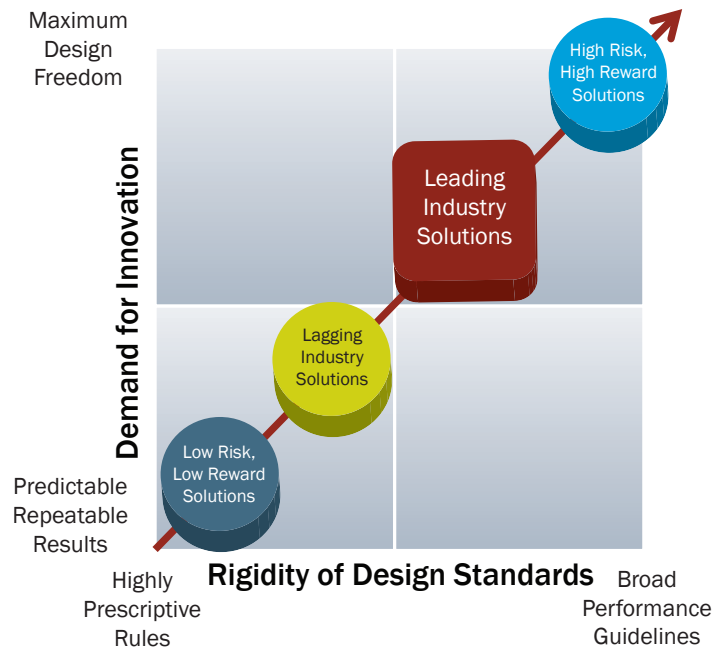 Maximum
Design
Freedom
High Risk,
High Reward
Solutions
Leading
Industry
Solutions
Demand for Innovation
Lagging
Industry
Solutions
Low Risk,
Low Reward
Solutions
Predictable
Repeatable
Results
Highly
Prescriptive
Rules
Rigidity of Design Standards
Broad
Performance
Guidelines